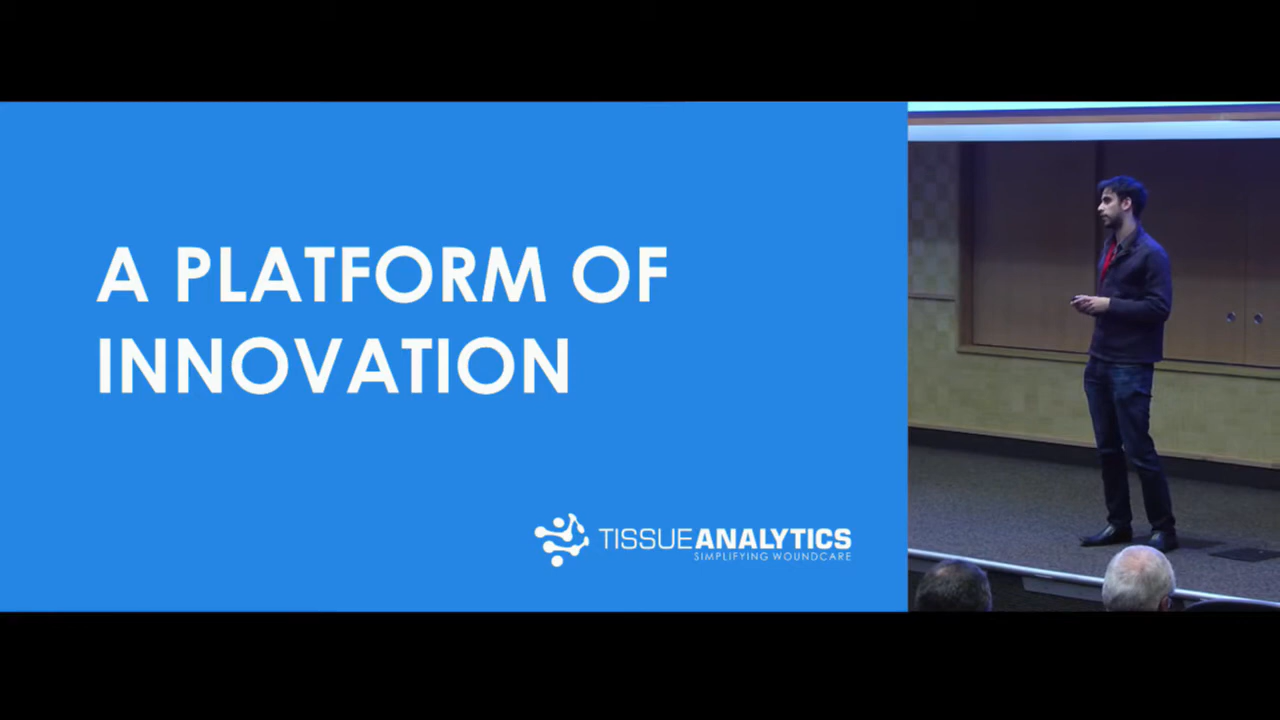 A PLATFORM OF
INNOVATION
TISSUEANALYTICS
SIMPLIFYING WOUNDCARE